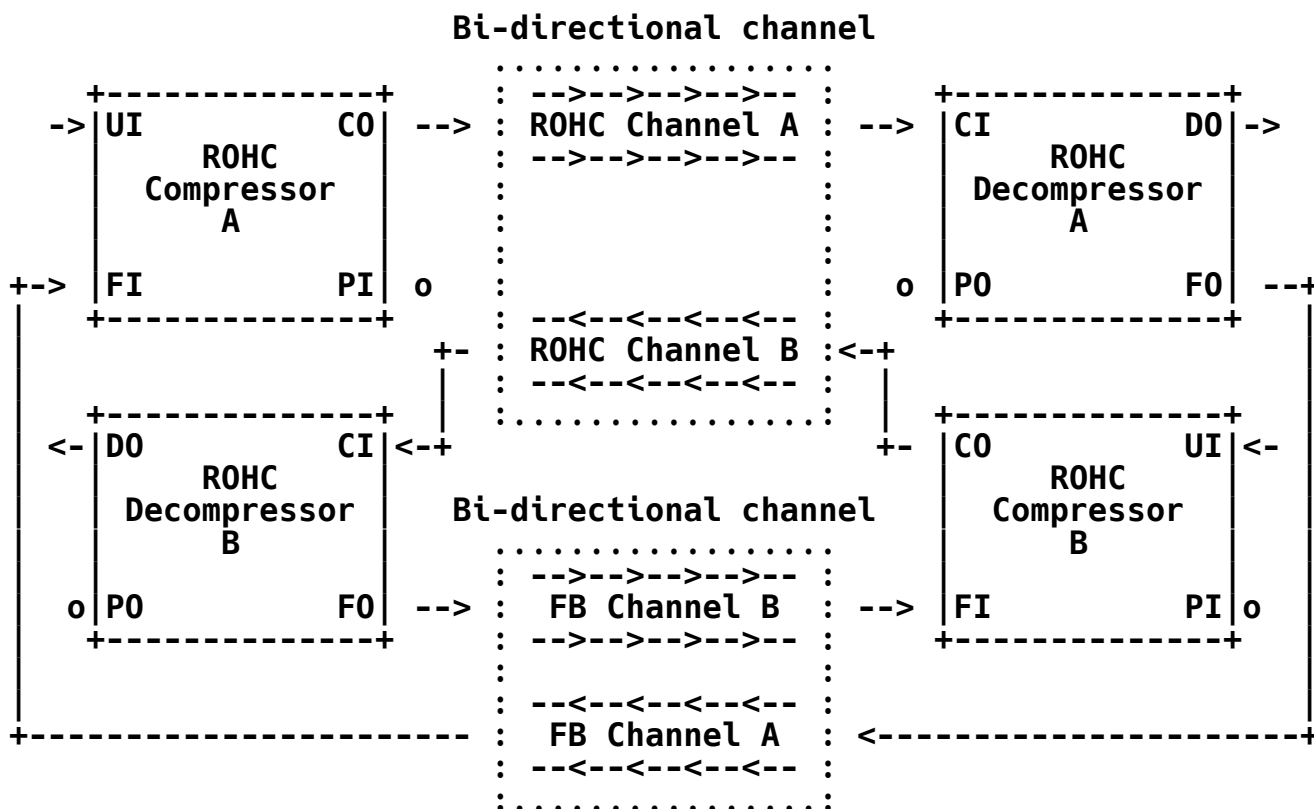 Bi-directional channel
-->-->-->-->--
->|UI CO| --> : ROHC Channel A : --> |CI DO|->
ROHC -->-->-->-->-- ROHC
Compressor Decompressor
A A
+-> |FI PI| o : : o |PO FO| --+
--<--<--<--<--
+- : ROHC Channel B :<-+
--<--<--<--<--
<-|DO CI|<-+ +- |CO UI|<-
ROHC ROHC
Decompressor Bi-directional channel Compressor
B B
-->-->-->-->--
o|PO FO| --> : FB Channel B : --> |FI PI|o
-->-->-->-->--
--<--<--<--<--
+----------------------- : FB Channel A : <-----------------------+
--<--<--<--<--